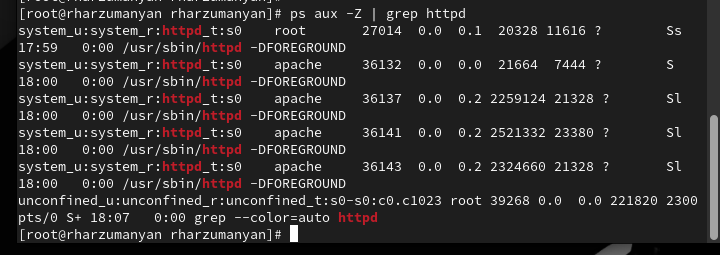 [root@rharzumanyan rharzumanyan]# ps aux -Z | grep httpd
system_u:system_r:httpd_t:s0    root       27014  0.0  0.1  20328 11616 ?        Ss
17:59   0:00 /usr/sbin/httpd -DFOREGROUND
system_u:system_r:httpd_t:s0    apache     36132  0.0  0.0  21664  7444 ?        S
18:00   0:00 /usr/sbin/httpd -DFOREGROUND
system_u:system_r:httpd_t:s0    apache     36137  0.0  0.2 2259124 21328 ?       Sl
18:00   0:00 /usr/sbin/httpd -DFOREGROUND
system_u:system_r:httpd_t:s0    apache     36141  0.0  0.2 2521332 23380 ?       Sl
18:00   0:00 /usr/sbin/httpd -DFOREGROUND
system_u:system_r:httpd_t:s0    apache     36143  0.0  0.2 2324660 21328 ?       Sl
18:00   0:00 /usr/sbin/httpd -DFOREGROUND
unconfined_u:unconfined_r:unconfined_t:s0-s0:c0.c1023 root 39268 0.0  0.0 221820 2300
pts/0 S+ 18:07   0:00 grep --color=auto httpd
[root@rharzumanyan rharzumanyan]#